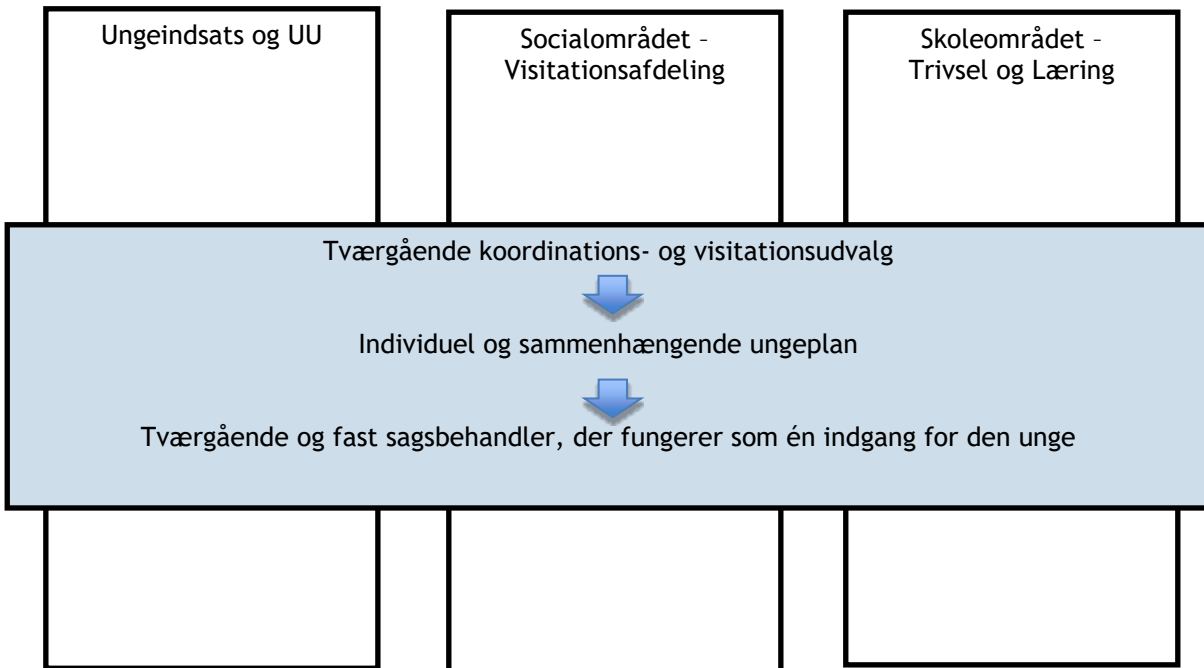 Ungeindsats og UU
Socialområdet –
Visitationsafdeling
Skoleområdet –
Trivsel og Læring
Tværgående koordinations- og visitationsudvalg
Individuel og sammenhængende ungeplan
Tværgående og fast sagsbehandler, der fungerer som én indgang for den unge